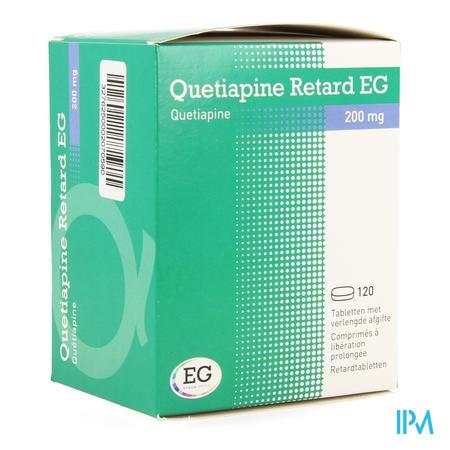 Quetiapine Retard EG
Quetiapine
200 mg
120
Tabletten met
verlengde afgifte
Comprimés à
libération
prolongée
Retardtabletten
EG
Quetiapine Retard EG
Quetiapine
200 mg
IPM